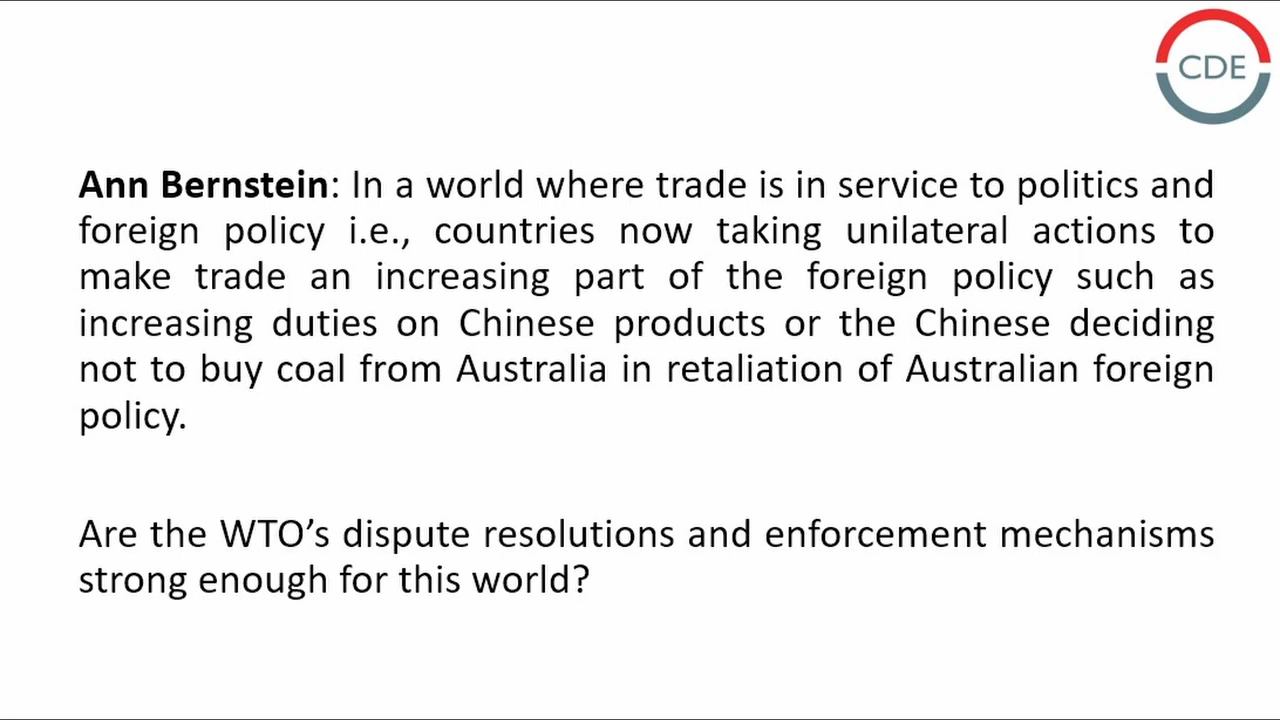 CDE
Ann Bernstein: In a world where trade is in service to politics and
foreign policy i.e., countries now taking unilateral actions to
make trade an increasing part of the foreign policy such as
increasing duties on Chinese products or the Chinese deciding
not to buy coal from Australia in retaliation of Australian foreign
policy.
Are the WTO’s dispute resolutions and enforcement mechanisms
strong enough for this world?